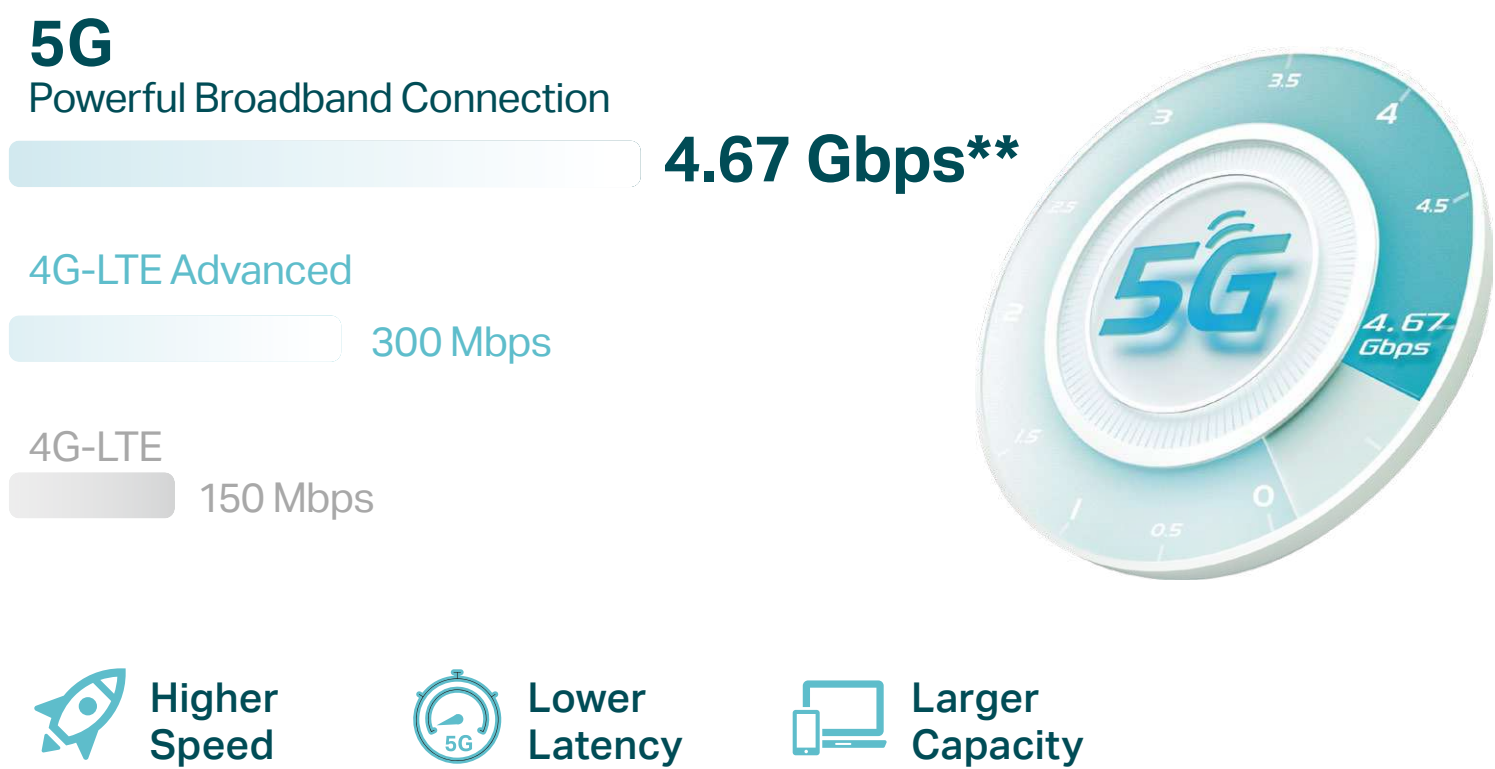 5G
Powerful Broadband Connection
4.67 Gbps**
4G-LTE Advanced
300 Mbps
4G-LTE
150 Mbps
3.5
3
4
2.5
4.5
5G
2
4.67
Gbps
1.5
1
0
0.5
Higher
Speed
5G
Lower
Latency
Larger
Capacity